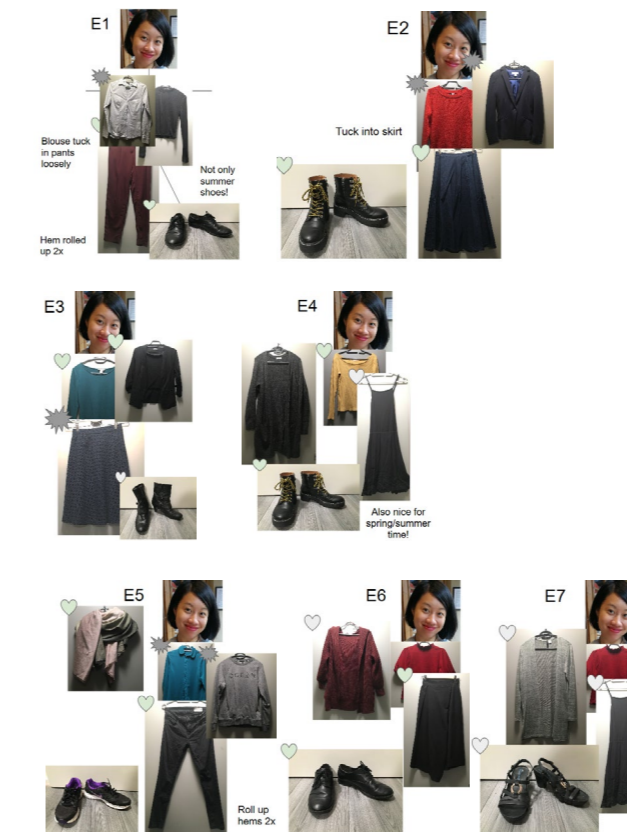 E1
E2
Blouse tuck
in pants
loosely
Tuck into skirt
Not only
summer
shoes!
Hem rolled
up 2x
E3
E4
Also nice for
spring/summer
time!
E5
E6
E7
Roll up
hems 2x